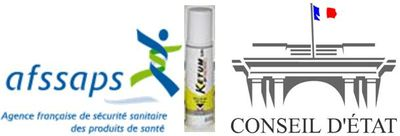 afssaps
Agence française de sécurité sanitaire
des produits de santé
KETUM
CONSEIL D'ÉTAT